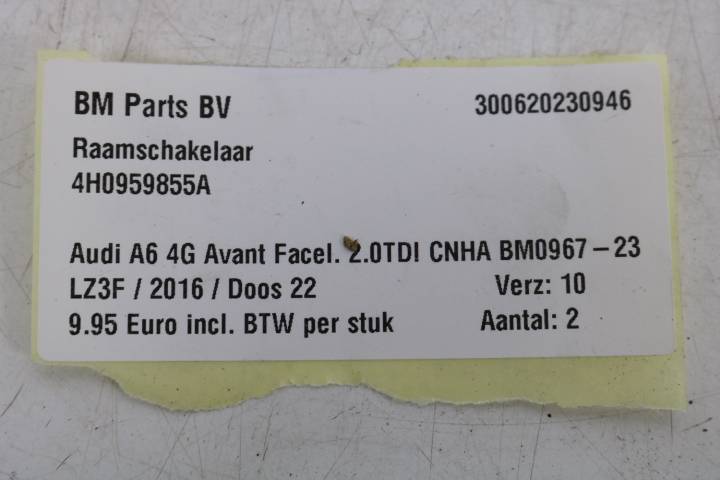 BM Parts BV 300620230946
Raamschakelaar
4H0959855A
Audi A6 4G Avant Facel. 2.0TDI CNHA BM0967-23
LZ3F / 2016 / Doos 22 Verz: 10
9.95 Euro incl. BTW per stuk Aantal: 2